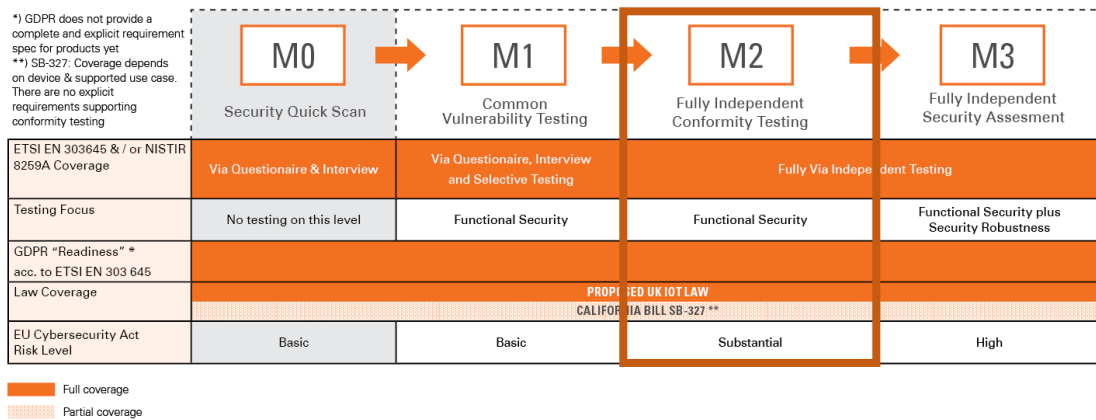 *) GDPR does not provide a
complete and explicit requirement
spec for products yet
**) SB-327: Coverage depends
on device & supported use case.
There are no explicit
requirements supporting
conformity testing
M0
M1
M2
M3
Security Quick Scan
Common
Vulnerability Testing
Fully Independent
Conformity Testing
Fully Independent
Security Assesment
ETSI EN 303645 & / or NISTIR
8259A Coverage
Via Questionaire & Interview
Via Questionaire, Interview
and Selective Testing
Fully Via Independent Testing
Testing Focus
No testing on this level
Functional Security
Functional Security
Functional Security plus
Security Robustness
GDPR “Readiness” *
acc. to ETSI EN 303 645
Law Coverage
PROPOSED UK IOT LAW
CALIFORNIA BILL SB-327 **
EU Cybersecurity Act
Risk Level
Basic
Basic
Substantial
High
Full coverage
Partial coverage